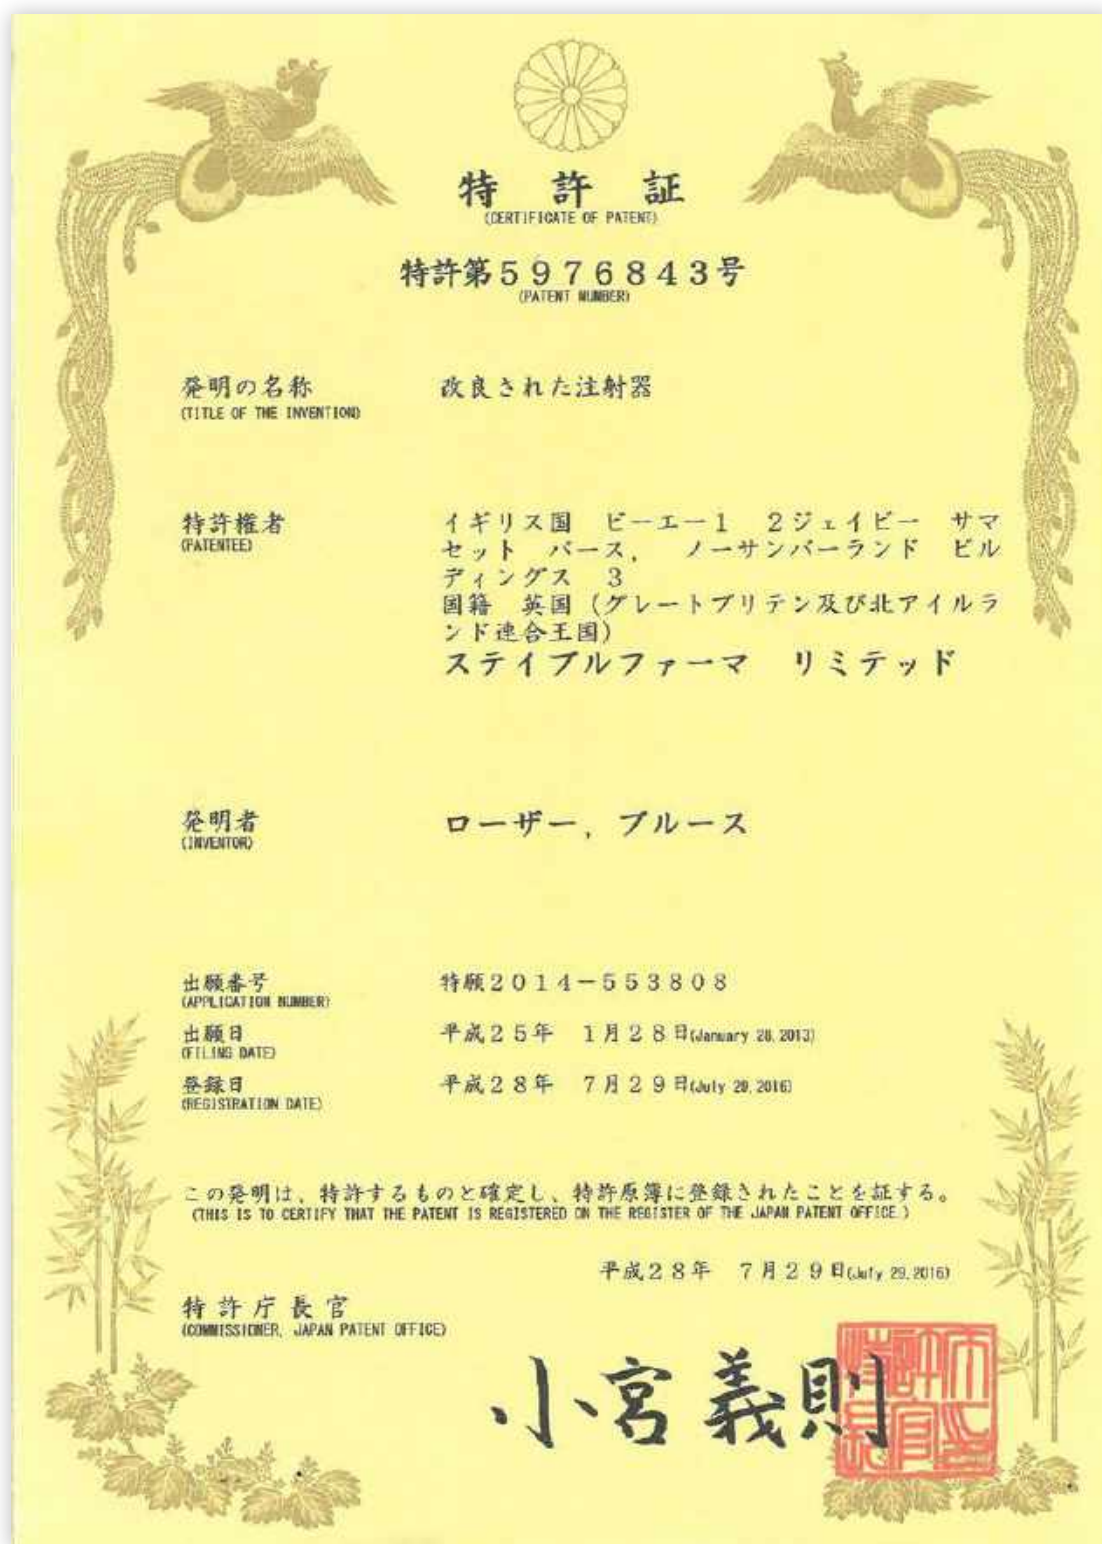 特許証
(CERTIFICATE OF PATENT)
特許第5976843号
(PATENT NUMBER)
発明の名称 改良された注射器
(TITLE OF THE INVENTION)
特許権者 イギリス国 ビーエー1 2ジェイビー サマ
(PATENTEE) セット バース, ノーサンバーランド ビル
ディングス 3
国籍 英国(グレートブリテン及び北アイルラ
ンド連合王国)
ステイブルファーマ リミテッド
発明者 ローザー, ブルース
(INVENTOR)
出願番号 特願2014-553808
(APPLICATION NUMBER)
出願日 平成25年 1月28日(January 28,2013)
(FILING DATE)
登録日 平成28年 7月29日(July 29,2016)
(REGISTRATION DATE)
この発明は、特許するものと確定し、特許原簿に登録されたことを証する。
(THIS IS TO CERTIFY THAT THE PATENT IS REGISTERED ON THE REGISTER OF THE JAPAN PATENT OFFICE.)
平成28年 7月29日(July 29,2016)
特許庁長官
(COMMISSIONER, JAPAN PATENT OFFICE)
小宮義則